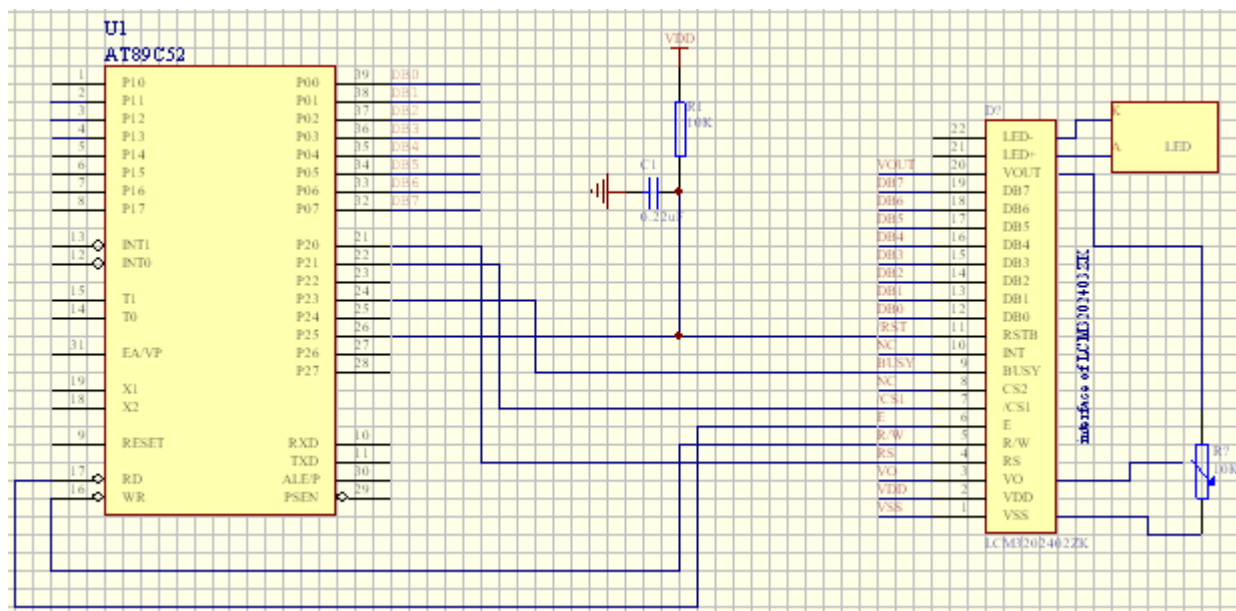 U1
AT89C52
1 P10 P00 39 DB0
2 P11 P01 38 DB1
3 P12 P02 37 DB2
4 P13 P03 36 DB3
5 P14 P04 35 DB4
6 P15 P05 34 DB5
7 P16 P06 33 DB6
8 P17 P07 32 DB7
13 INT1 P20 21
12 INT0 P21 22
P22 23
15 T1 P23 24
14 T0 P24 25
P25 26
31 EA/VP P26 27
P27 28
19 X1
18 X2
9 RESET RXD 10
TXD 11
17 RD ALE/P 30
16 WR PSEN 29
VDD
R1
10K
C1
0.22uF
D?
22 LED-
21 LED+
VOUT 20 VOUT
DB7 19 DB7
DB6 18 DB6
DB5 17 DB5
DB4 16 DB4
DB3 15 DB3
DB2 14 DB2
DB1 13 DB1
DB0 12 DB0
/RST 11 RSTB
NC 10 INT
BUSY 9 BUSY
NC 8 CS2
/CS1 7 /CS1
E 6 E
R/W 5 R/W
RS 4 RS
VO 3 VO
VDD 2 VDD
VSS 1 VSS
LCM3202402ZK
interface of LCM3202403ZK
K
A LED
R?
10K